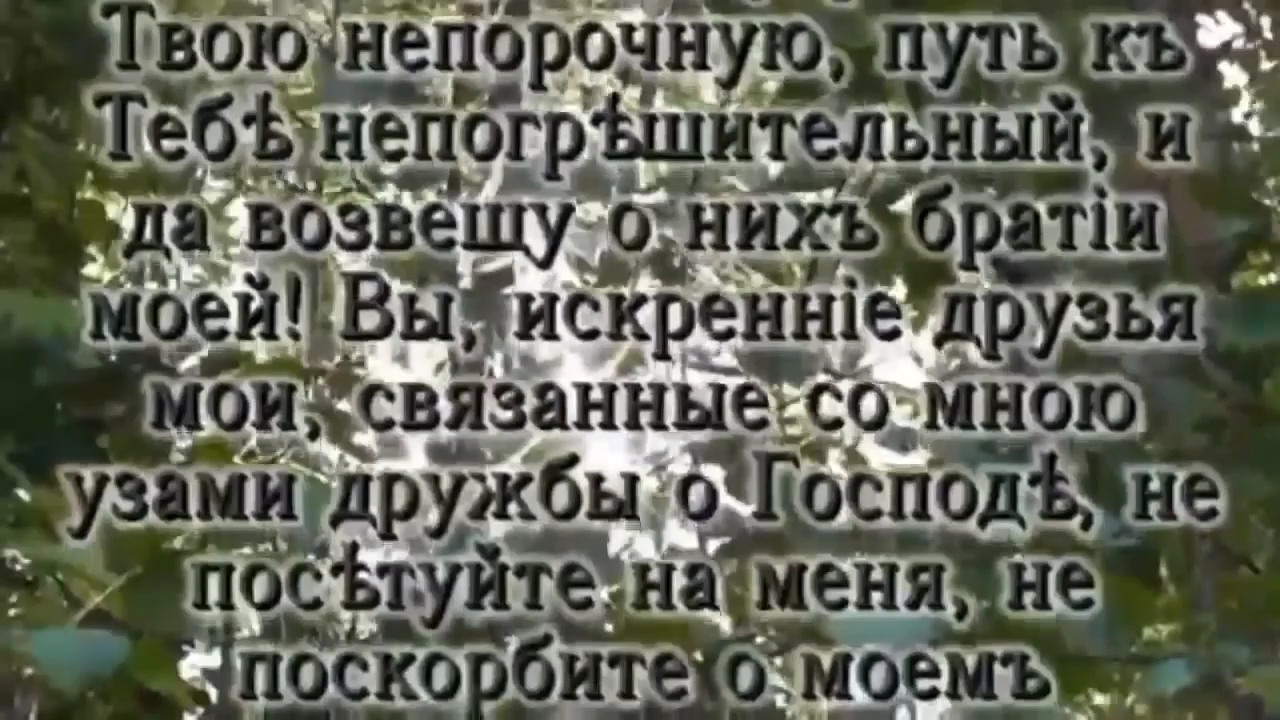 Твою непорочную, путь къ
Тебѣ непогрѣшительный, и
да возвещу о нихъ братіи
моей! Вы, искренніе друзья
мои, связанные со мною
узами дружбы о Господѣ, не
посѣтуйте на меня, не
поскорбите о моемъ